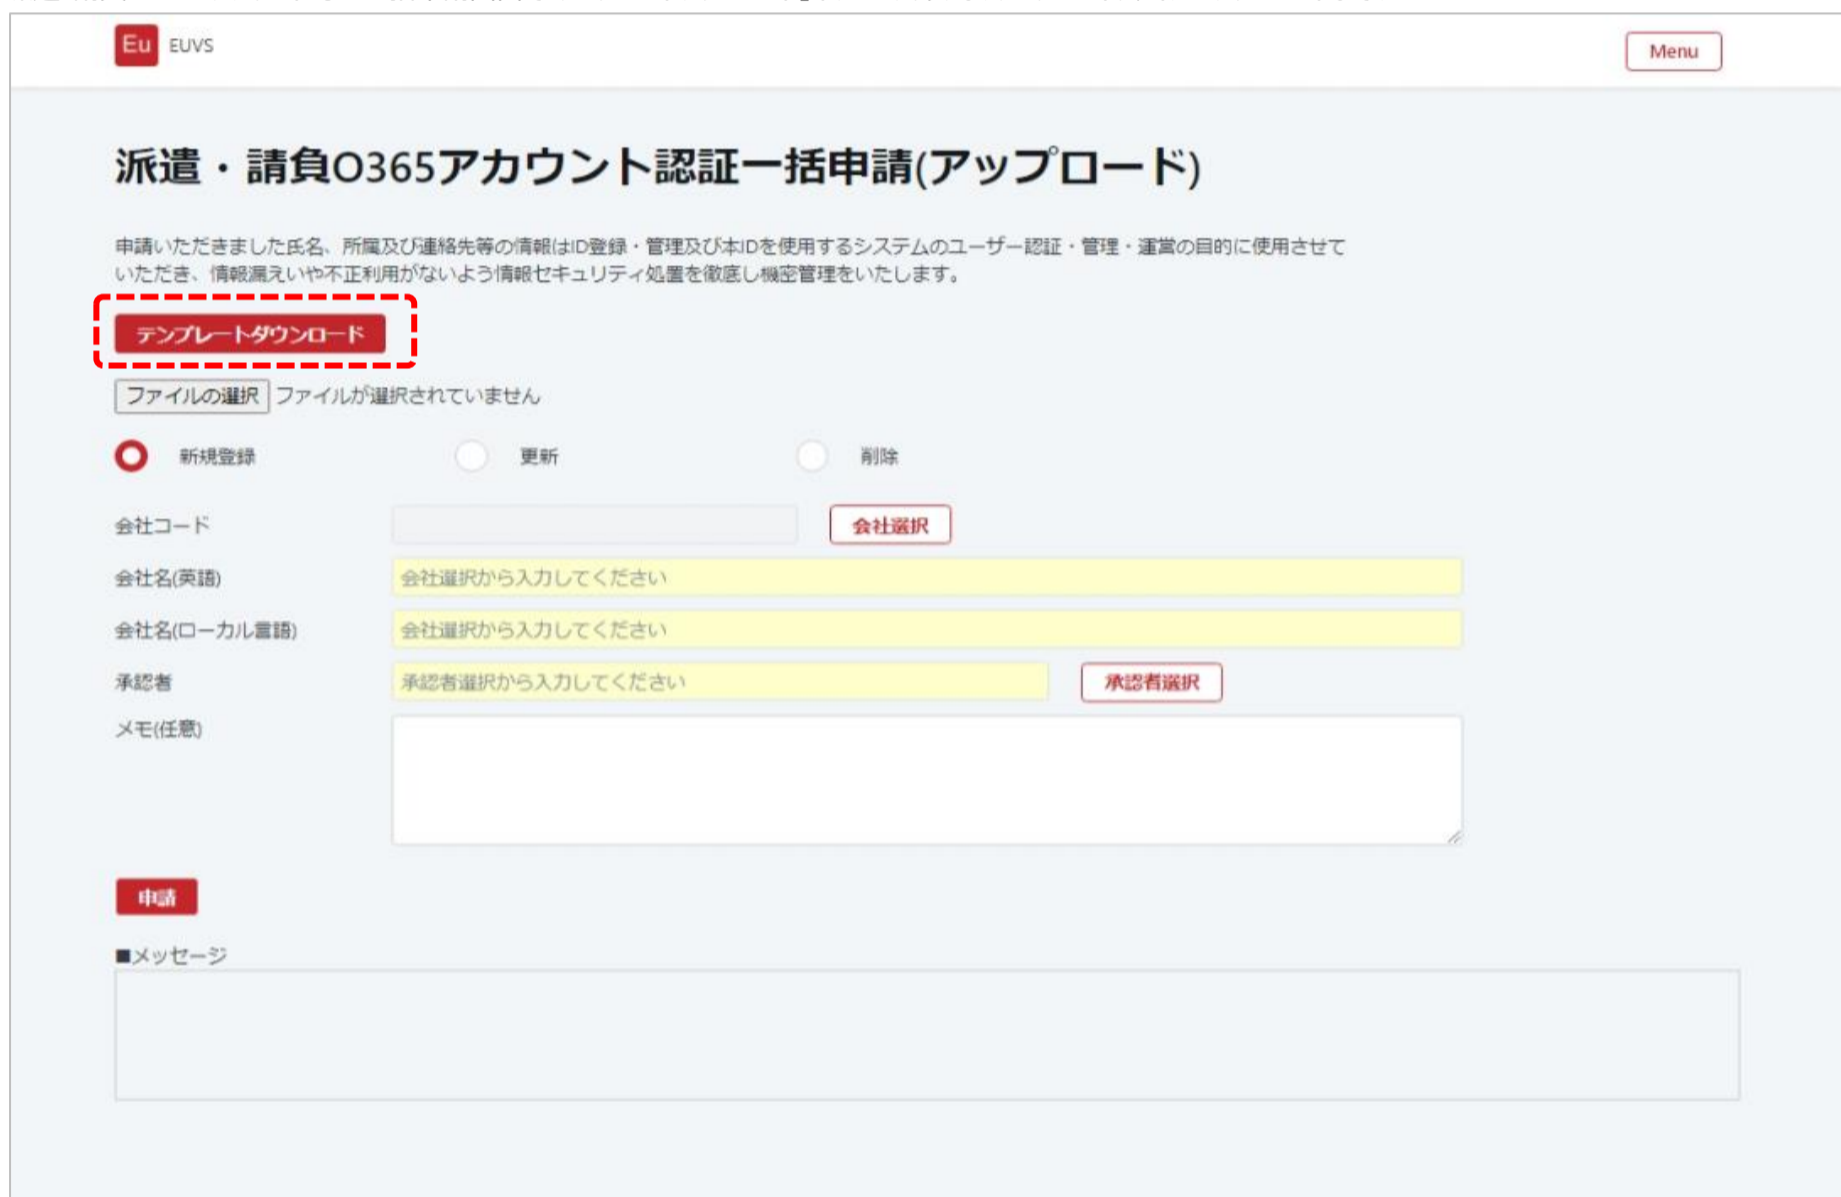 Eu EUVS
Menu
派遣・請負O365アカウント認証一括申請(アップロード)
申請いただきました氏名、所属及び連絡先等の情報はID登録・管理及び本IDを使用するシステムのユーザー認証・管理・運営の目的に使用させて
いただき、情報漏えいや不正利用がないよう情報セキュリティ処置を徹底し機密管理をいたします。
テンプレートダウンロード
ファイルの選択 ファイルが選択されていません
新規登録 更新 削除
会社コード 会社選択
会社名(英語) 会社選択から入力してください
会社名(ローカル言語) 会社選択から入力してください
承認者 承認者選択から入力してください 承認者選択
メモ(任意)
申請
■メッセージ